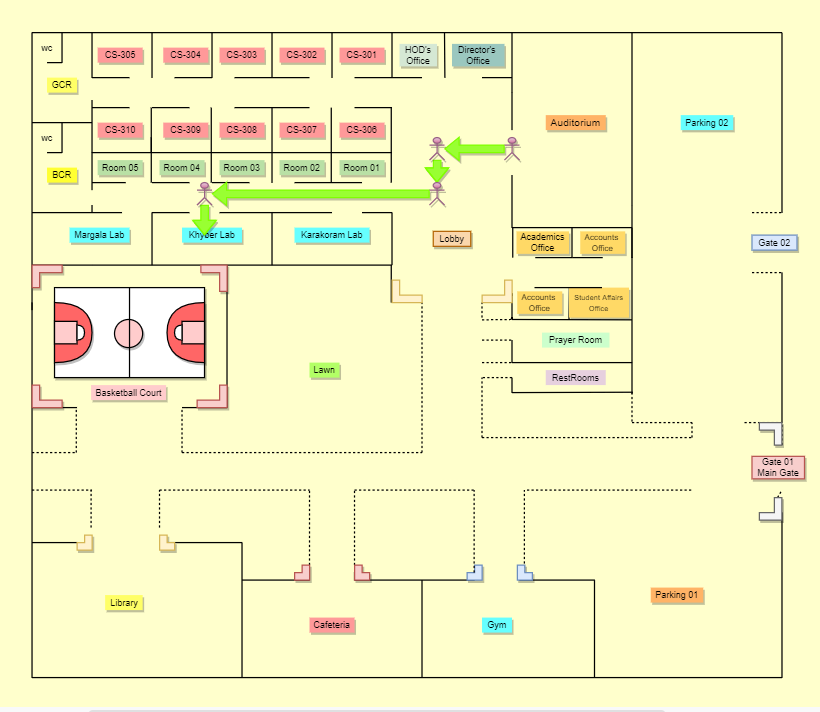 wc
CS-305
CS-304
CS-303
CS-302
CS-301
HOD's
Office
Director's
Office
GCR
CS-310
CS-309
CS-308
CS-307
CS-306
Auditorium
Parking 02
wc
BCR
Room 05
Room 04
Room 03
Room 02
Room 01
Margala Lab
Khyber Lab
Karakoram Lab
Lobby
Academics
Office
Accounts
Office
Gate 02
Accounts
Office
Student Affairs
Office
Prayer Room
RestRooms
Lawn
Basketball Court
Gate 01
Main Gate
Library
Cafeteria
Gym
Parking 01